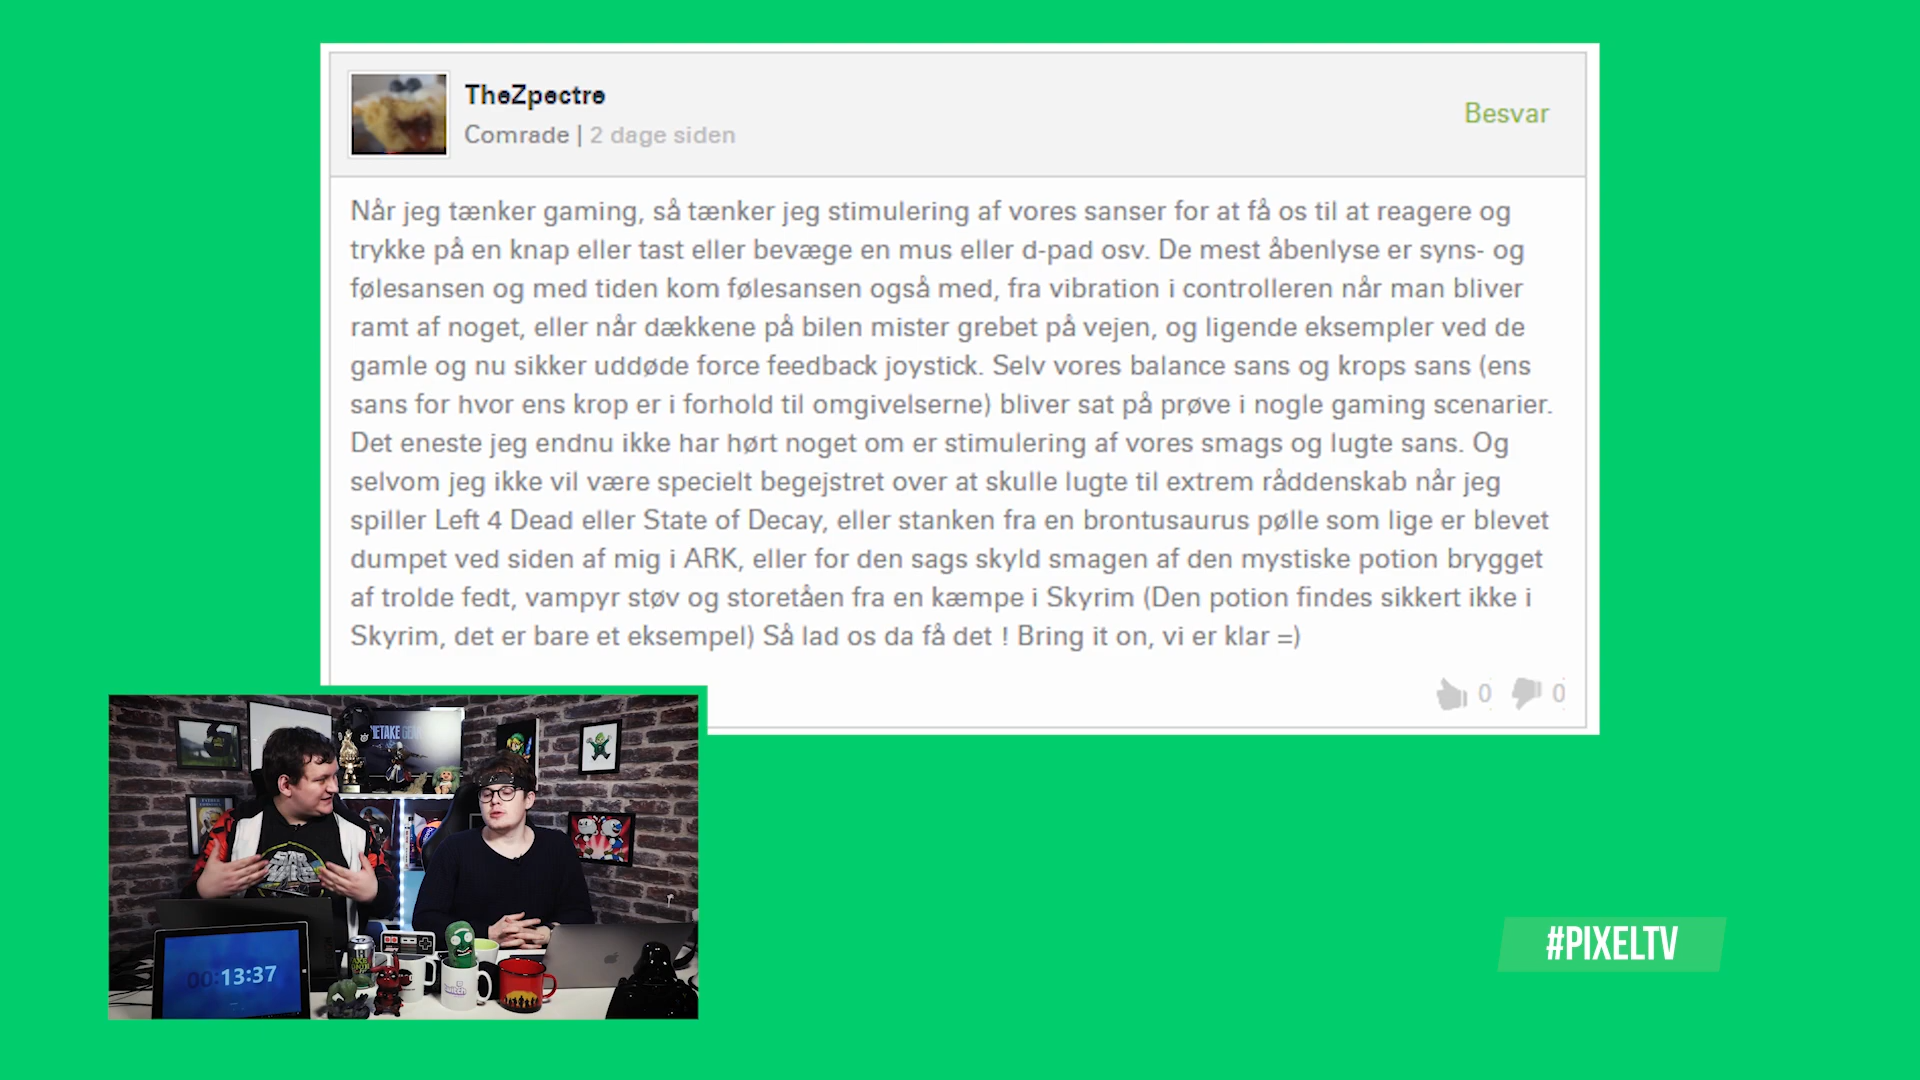 TheZpectre
Comrade | 2 dage siden
Besvar
Når jeg tænker gaming, så tænker jeg stimulering af vores sanser for at få os til at reagere og
trykke på en knap eller tast eller bevæge en mus eller d-pad osv. De mest åbenlyse er syns- og
følesansen og med tiden kom følesansen også med, fra vibration i controlleren når man bliver
ramt af noget, eller når dækkene på bilen mister grebet på vejen, og ligende eksempler ved de
gamle og nu sikker uddøde force feedback joystick. Selv vores balance sans og krops sans (ens
sans for hvor ens krop er i forhold til omgivelserne) bliver sat på prøve i nogle gaming scenarier.
Det eneste jeg endnu ikke har hørt noget om er stimulering af vores smags og lugte sans. Og
selvom jeg ikke vil være specielt begejstret over at skulle lugte til extrem råddenskab når jeg
spiller Left 4 Dead eller State of Decay, eller stanken fra en brontusaurus pølle som lige er blevet
dumpet ved siden af mig i ARK, eller for den sags skyld smagen af den mystiske potion brygget
af trolde fedt, vampyr støv og storetåen fra en kæmpe i Skyrim (Den potion findes sikkert ikke i
Skyrim, det er bare et eksempel) Så lad os da få det ! Bring it on, vi er klar =)
0 0
STAR WARS
00:13:37
#PIXELTV